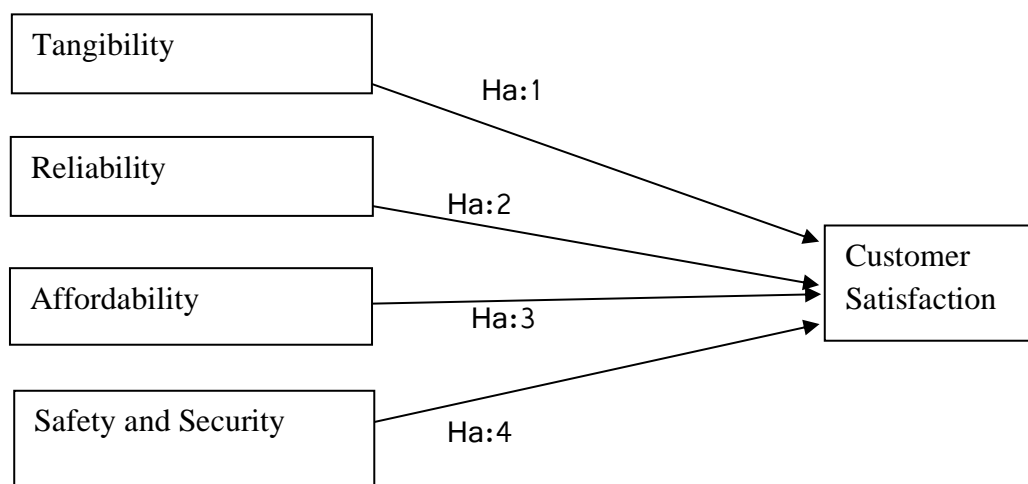 Tangibility
Ha:1
Reliability
Ha:2
Customer
Satisfaction
Affordability
Ha:3
Safety and Security
Ha:4